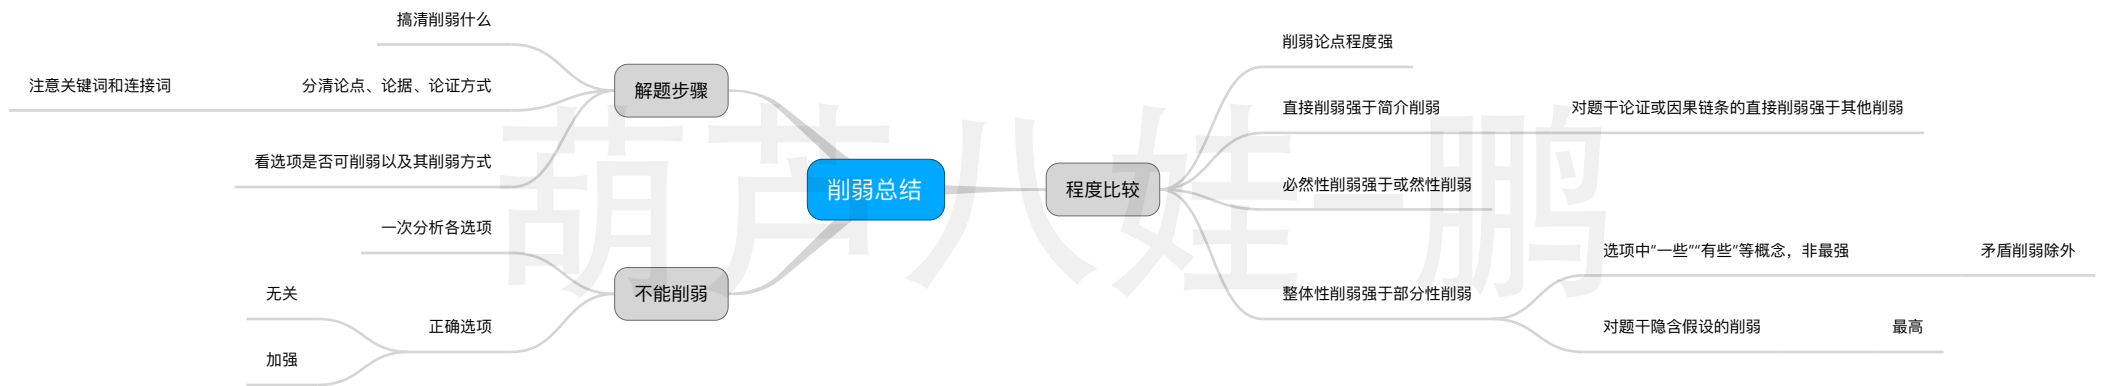 削弱总结
解题步骤
搞清削弱什么
分清论点、论据、论证方式
注意关键词和连接词
看选项是否可削弱以及其削弱方式
不能削弱
一次分析各选项
正确选项
无关
加强
程度比较
削弱论点程度强
直接削弱强于简介削弱
对题干论证或因果链条的直接削弱强于其他削弱
必然性削弱强于或然性削弱
整体性削弱强于部分性削弱
选项中“一些”“有些”等概念，非最强
矛盾削弱除外
对题干隐含假设的削弱
最高
葫芦八娃一鹏